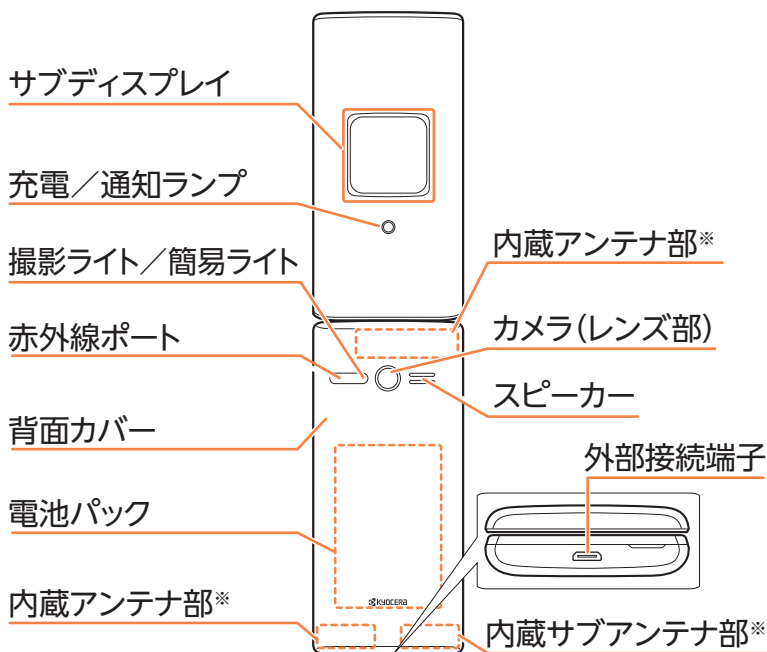 サブディスプレイ
充電／通知ランプ
撮影ライト／簡易ライト
赤外線ポート
背面カバー
電池パック
内蔵アンテナ部※
内蔵アンテナ部※
カメラ（レンズ部）
スピーカー
外部接続端子
内蔵サブアンテナ部※
KYOCERA